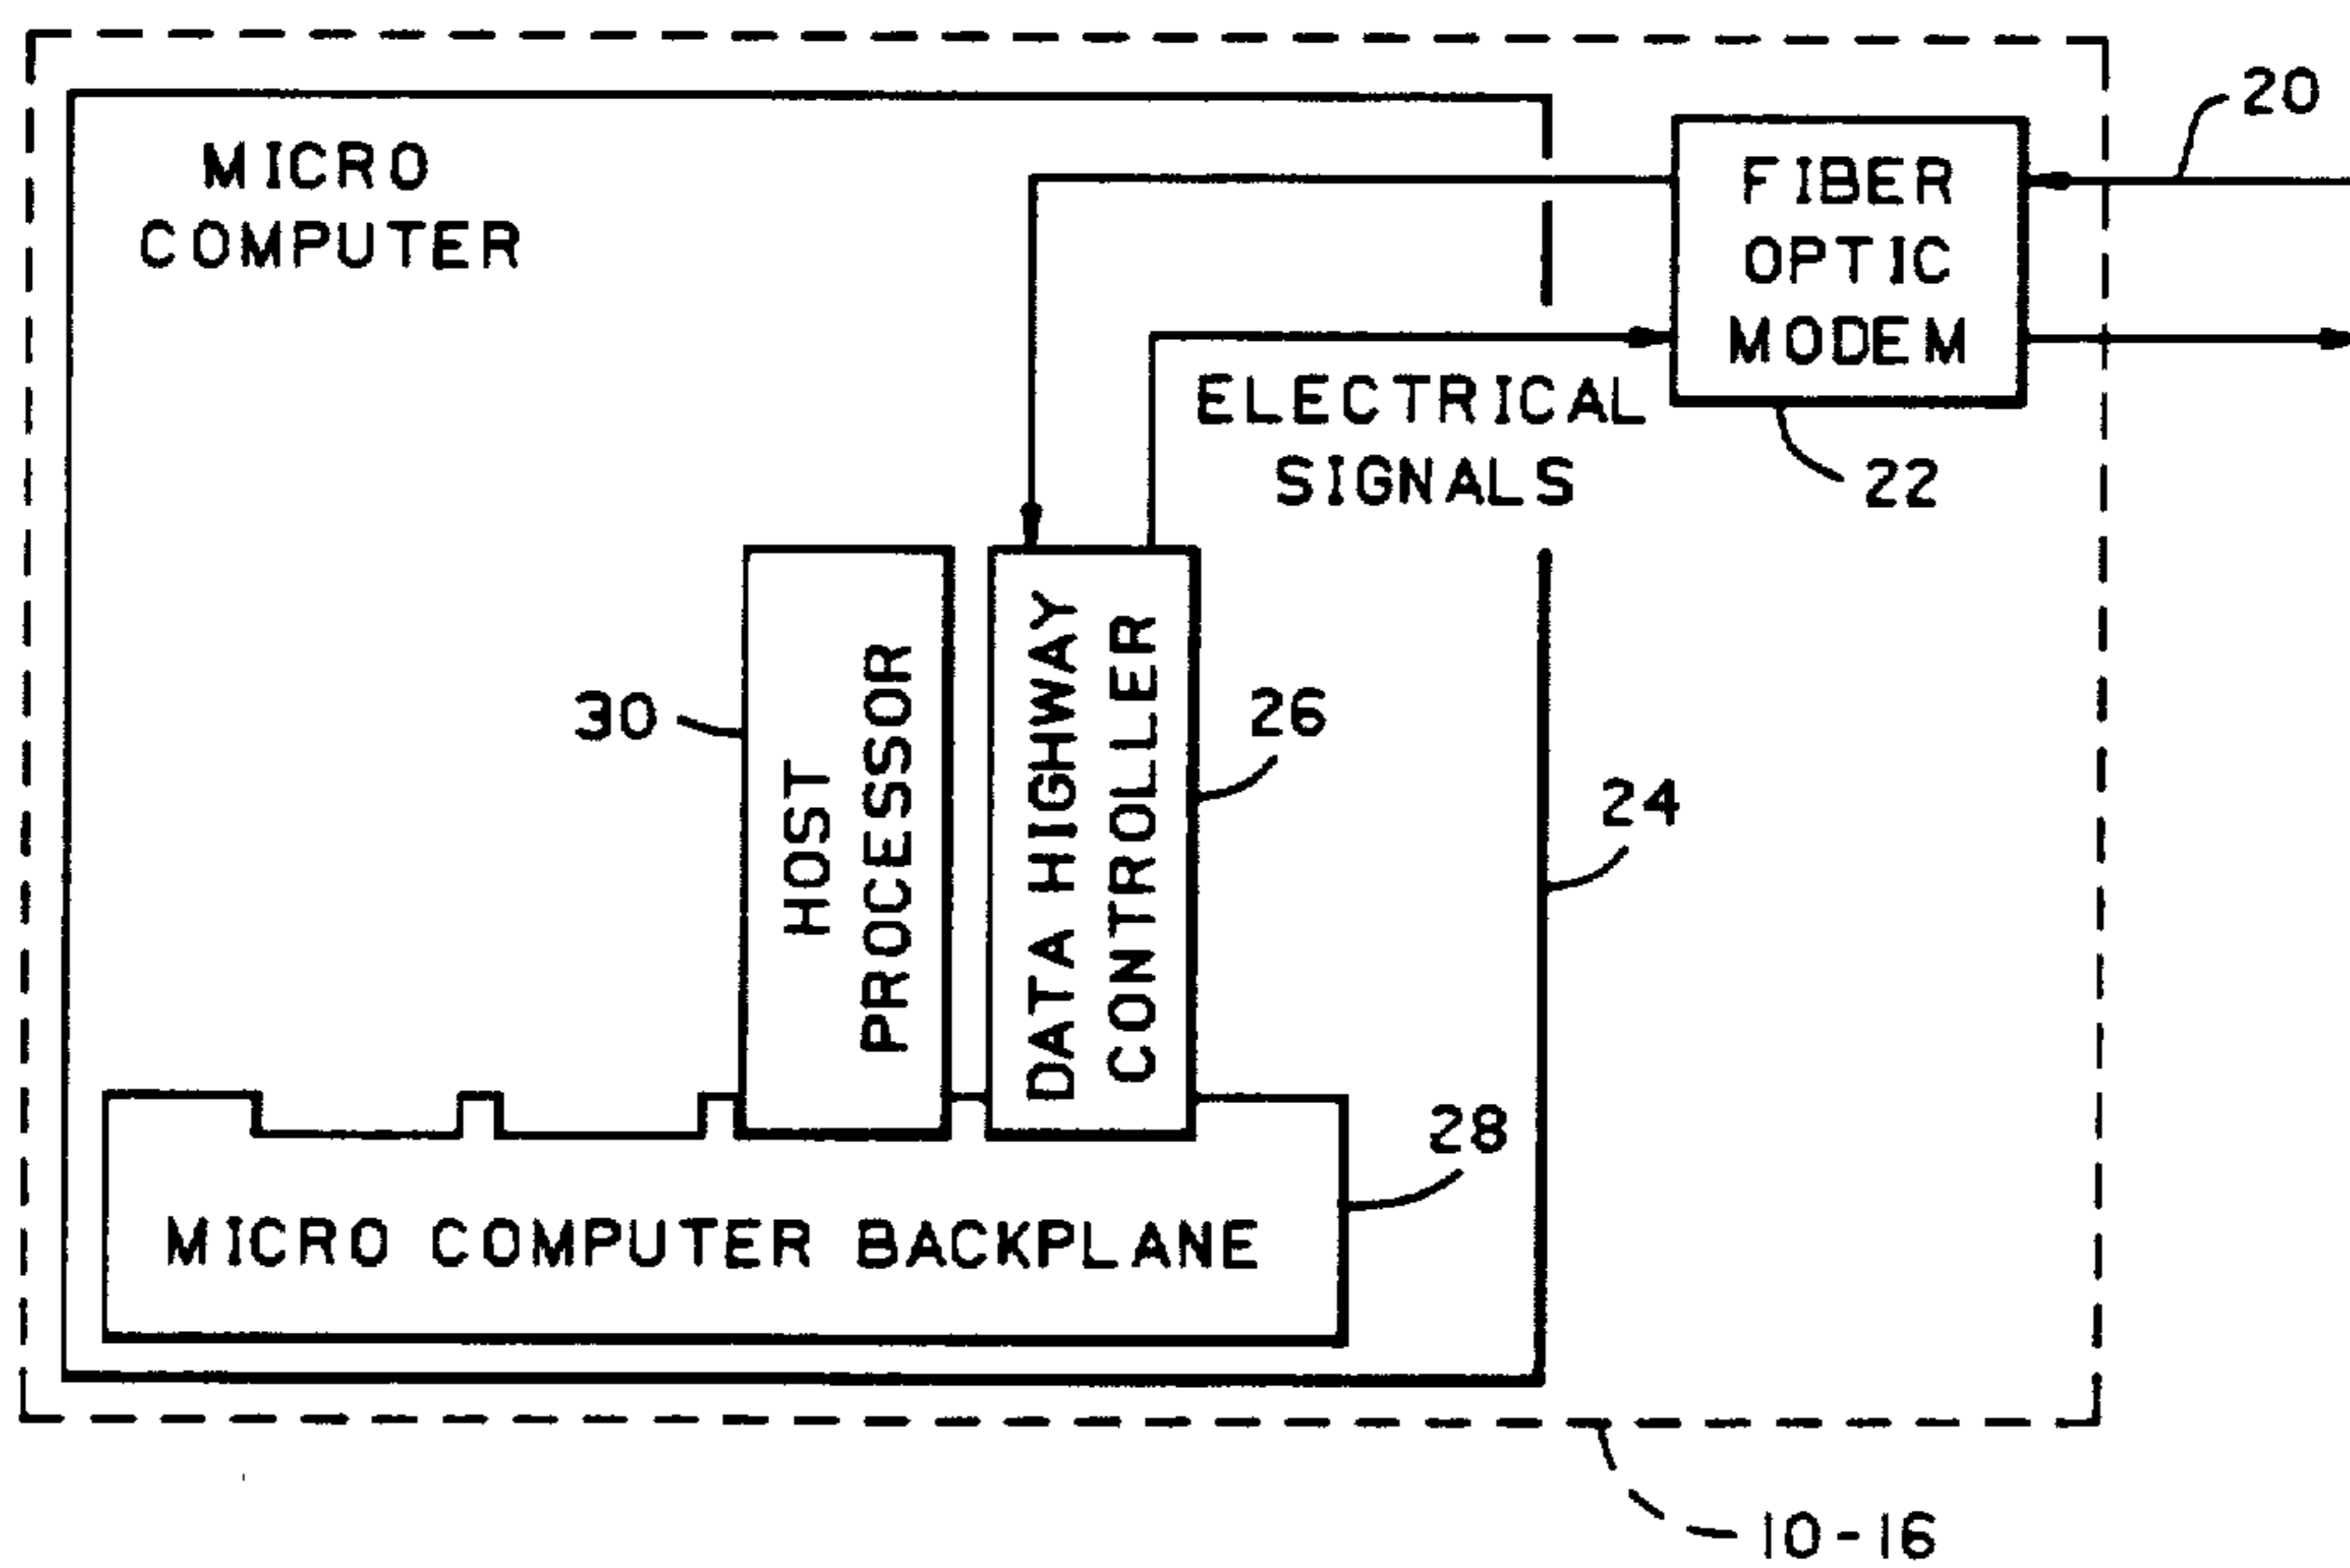 MICRO
COMPUTER
FIBER
OPTIC
MODEM
20
ELECTRICAL
SIGNALS
22
30
HOST
PROCESSOR
DATA HIGHWAY
CONTROLLER
26
24
28
MICRO COMPUTER BACKPLANE
10-16